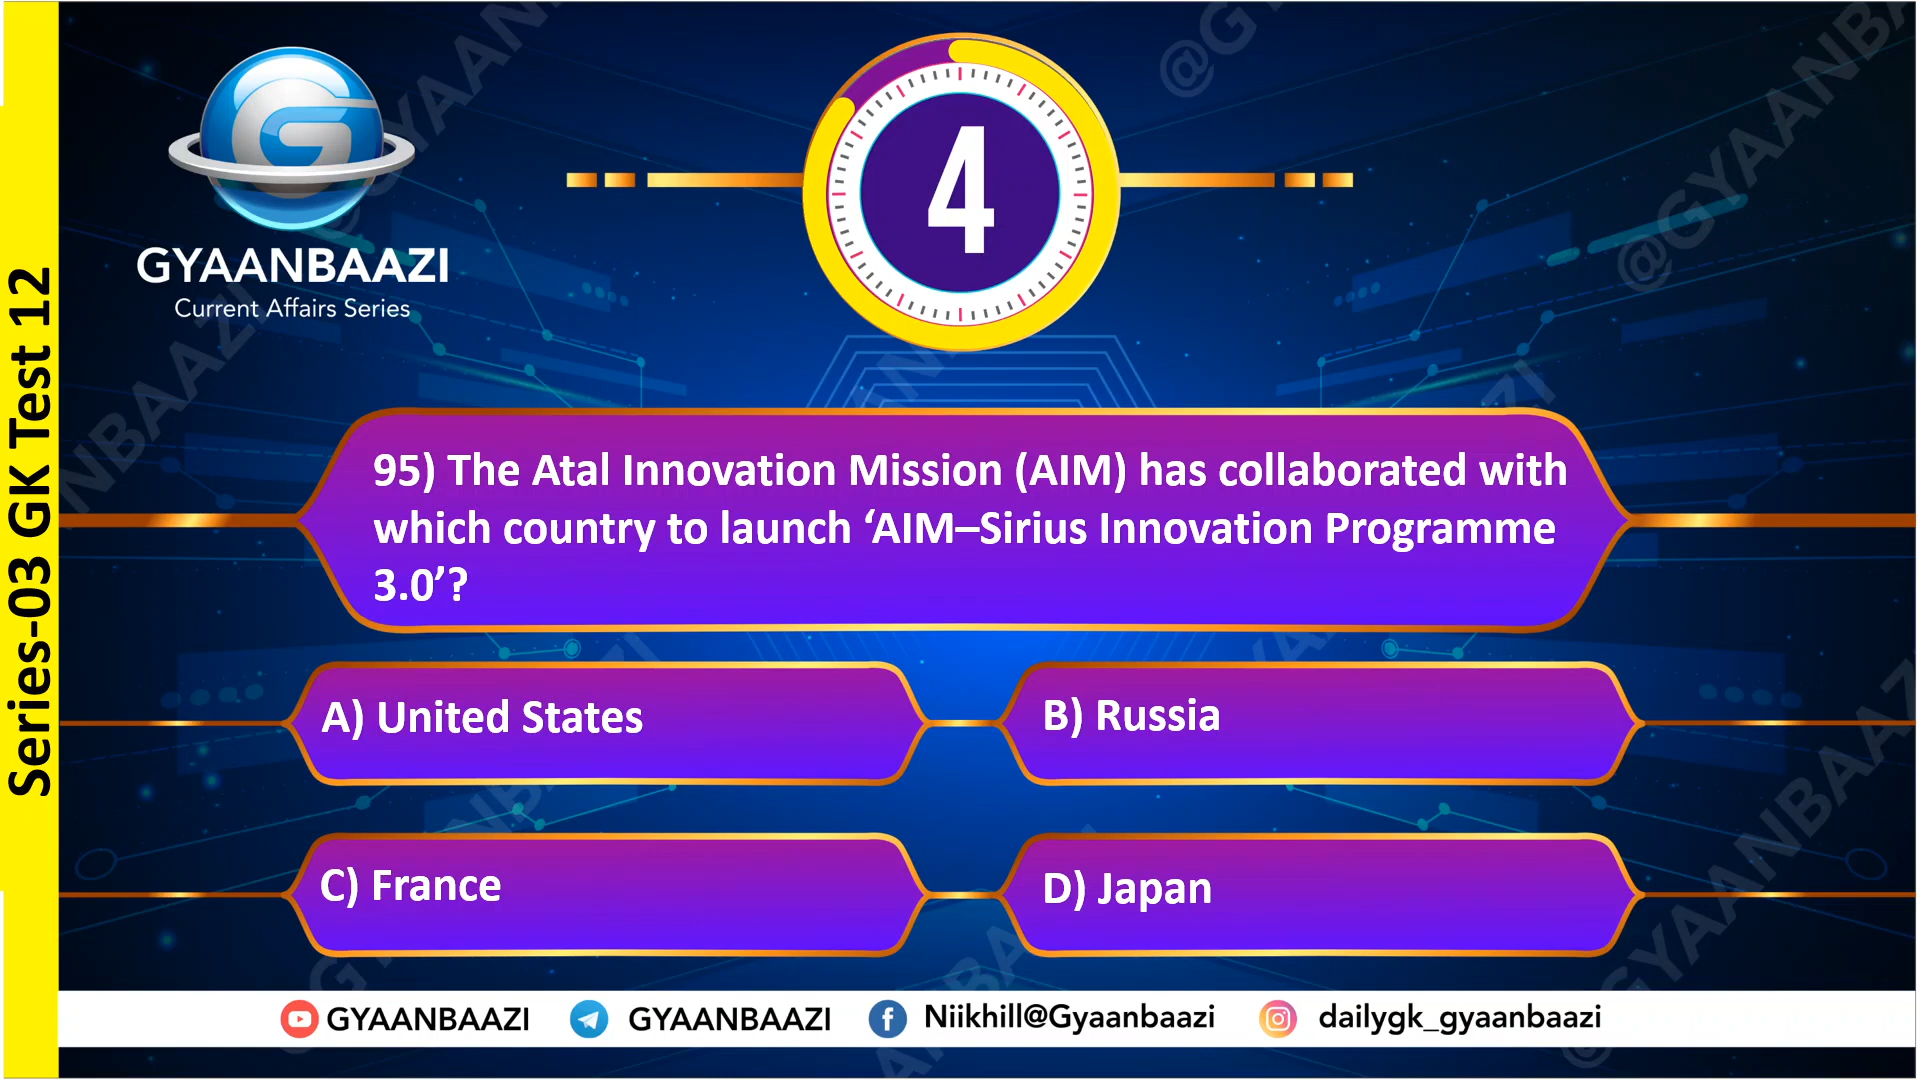 Series-03 GK Test 12
GYAANBAAZI
Current Affairs Series
4
95) The Atal Innovation Mission (AIM) has collaborated with
which country to launch ‘AIM–Sirius Innovation Programme
3.0’?
A) United States
B) Russia
C) France
D) Japan
GYAANBAAZI
GYAANBAAZI
Niikhill@Gyaanbaazi
dailygk_gyaanbaazi
@GYAANBAAZI